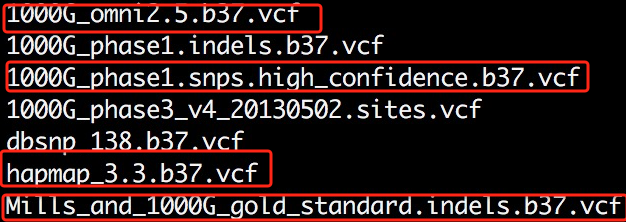 1000G_omni2.5.b37.vcf
1000G_phase1.indels.b37.vcf
1000G_phase1.snps.high_confidence.b37.vcf
1000G_phase3_v4_20130502.sites.vcf
dbsnp_138.b37.vcf
hapmap_3.3.b37.vcf
Mills_and_1000G_gold_standard.indels.b37.vcf